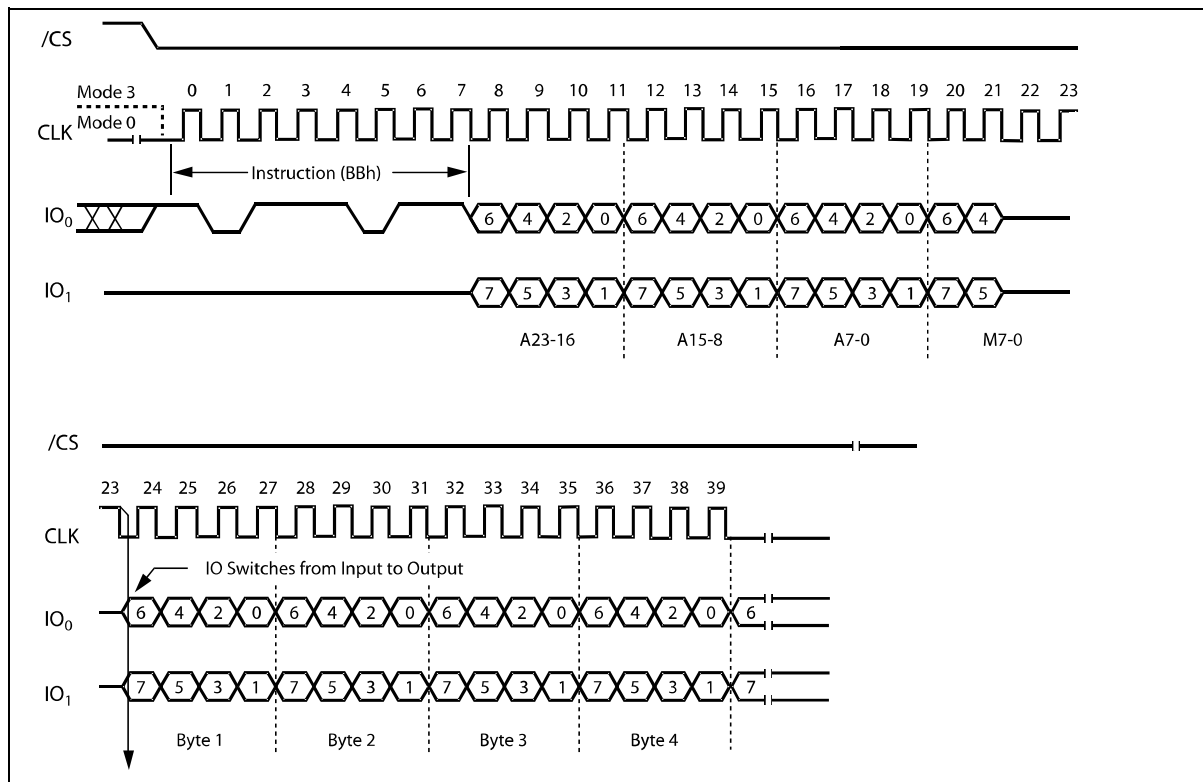 /CS
Mode 3
0 1 2 3 4 5 6 7 8 9 10 11 12 13 14 15 16 17 18 19 20 21 22 23
Mode 0
CLK
Instruction (BBh)
IO0 6 4 2 0 6 4 2 0 6 4 2 0 6 4
IO1 7 5 3 1 7 5 3 1 7 5 3 1 7 5
A23-16 A15-8 A7-0 M7-0
/CS
23 24 25 26 27 28 29 30 31 32 33 34 35 36 37 38 39
CLK
IO Switches from Input to Output
IO0 6 4 2 0 6 4 2 0 6 4 2 0 6 4 2 0 6
IO1 7 5 3 1 7 5 3 1 7 5 3 1 7 5 3 1 7
Byte 1 Byte 2 Byte 3 Byte 4